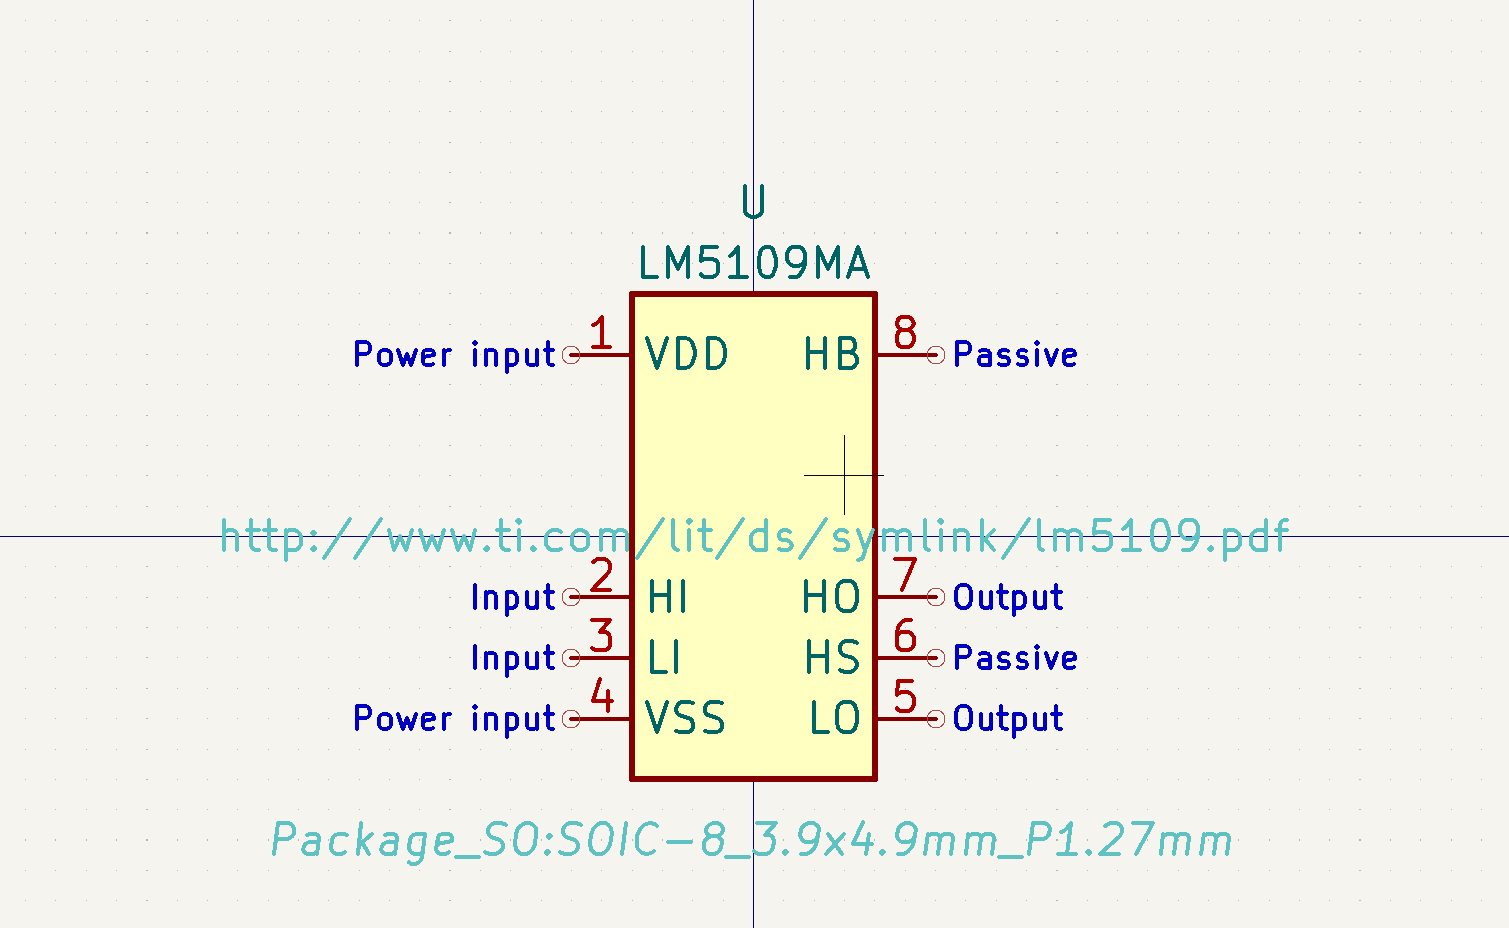 U
LM5109MA
Power input 1 VDD HB 8 Passive
http://www.ti.com/lit/ds/symlink/lm5109.pdf
Input 2 HI HO 7 Output
Input 3 LI HS 6 Passive
Power input 4 VSS LO 5 Output
Package_SO:SOIC-8_3.9x4.9mm_P1.27mm